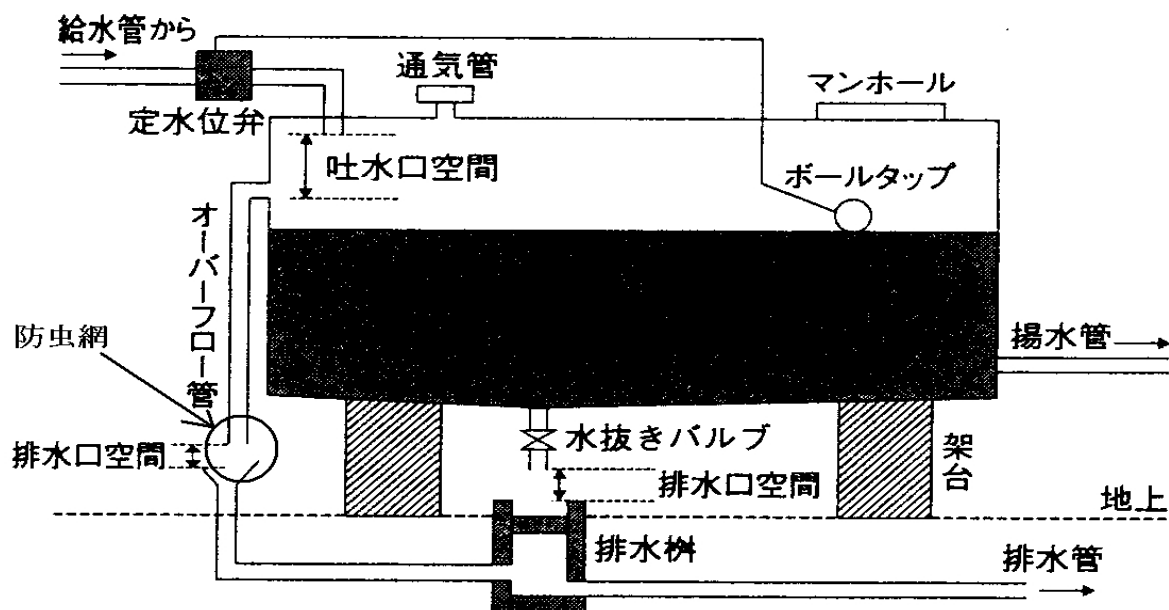 給水管から
通気管
マンホール
定水位弁
吐水口空間
ボールタップ
オーバーフロー管
防虫網
揚水管
排水口空間
水抜きバルブ
架台
排水口空間
地上
排水桝
排水管